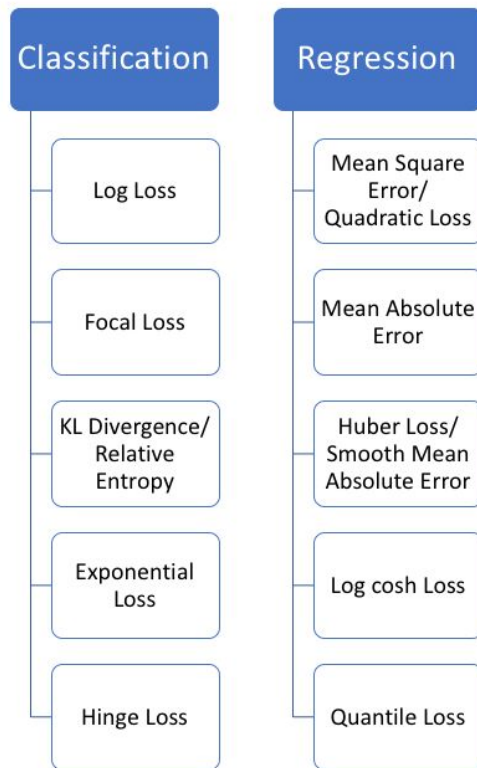 Classification
Log Loss
Focal Loss
KL Divergence/
Relative
Entropy
Exponential
Loss
Hinge Loss
Regression
Mean Square
Error/
Quadratic Loss
Mean Absolute
Error
Huber Loss/
Smooth Mean
Absolute Error
Log cosh Loss
Quantile Loss